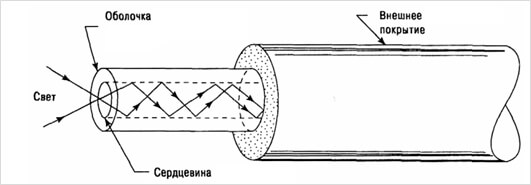 Оболочка
Внешнее
покрытие
Свет
Сердцевина